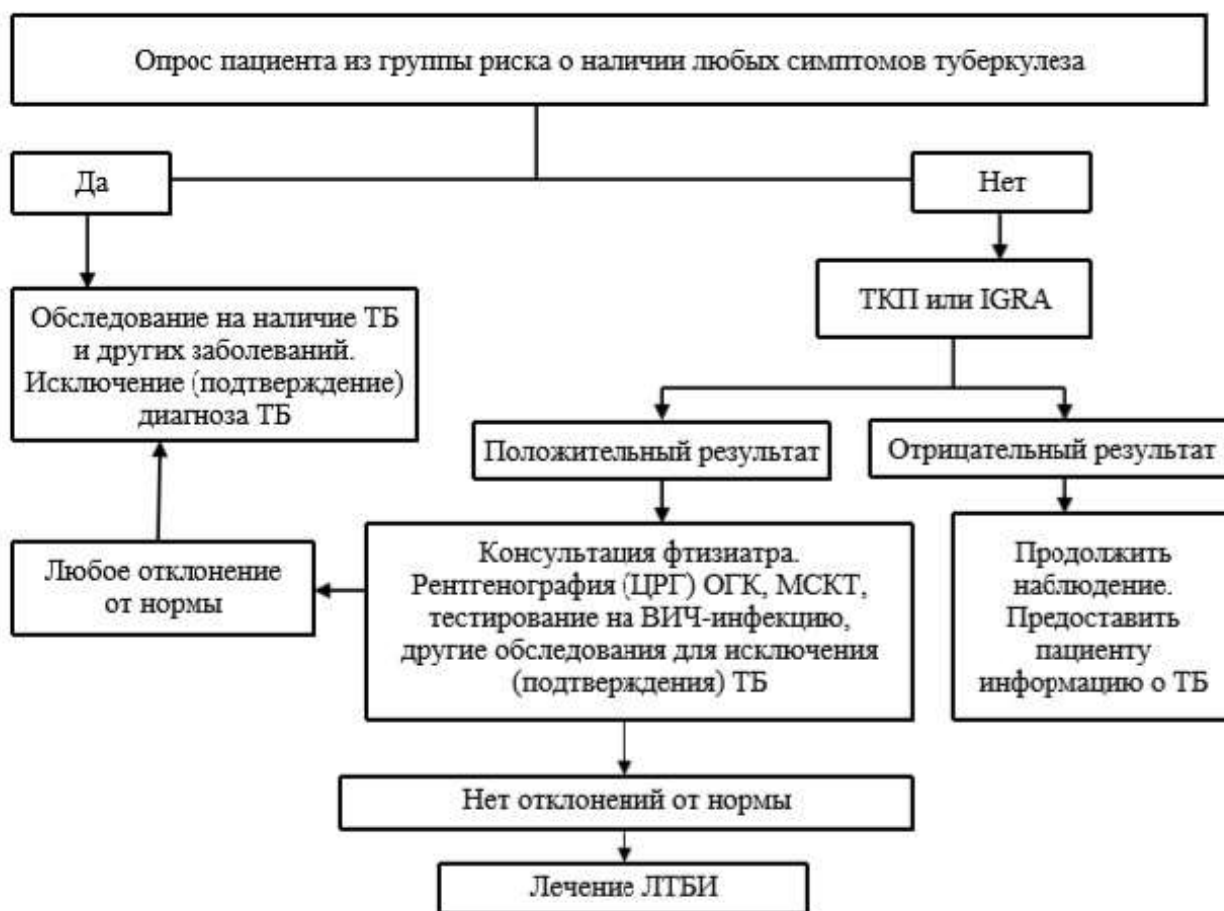 Опрос пациента из группы риска о наличии любых симптомов туберкулеза
Да
Нет
ТКП или IGRA
Обследование на наличие ТБ
и других заболеваний.
Исключение (подтверждение)
диагноза ТБ
Положительный результат
Отрицательный результат
Любое отклонение
от нормы
Консультация фтизиатра.
Рентгенография (ЦРГ) ОГК, МСКТ,
тестирование на ВИЧ-инфекцию,
другие обследования для исключения
(подтверждения) ТБ
Продолжить
наблюдение.
Предоставить
пациенту
информацию о ТБ
Нет отклонений от нормы
Лечение ЛТБИ